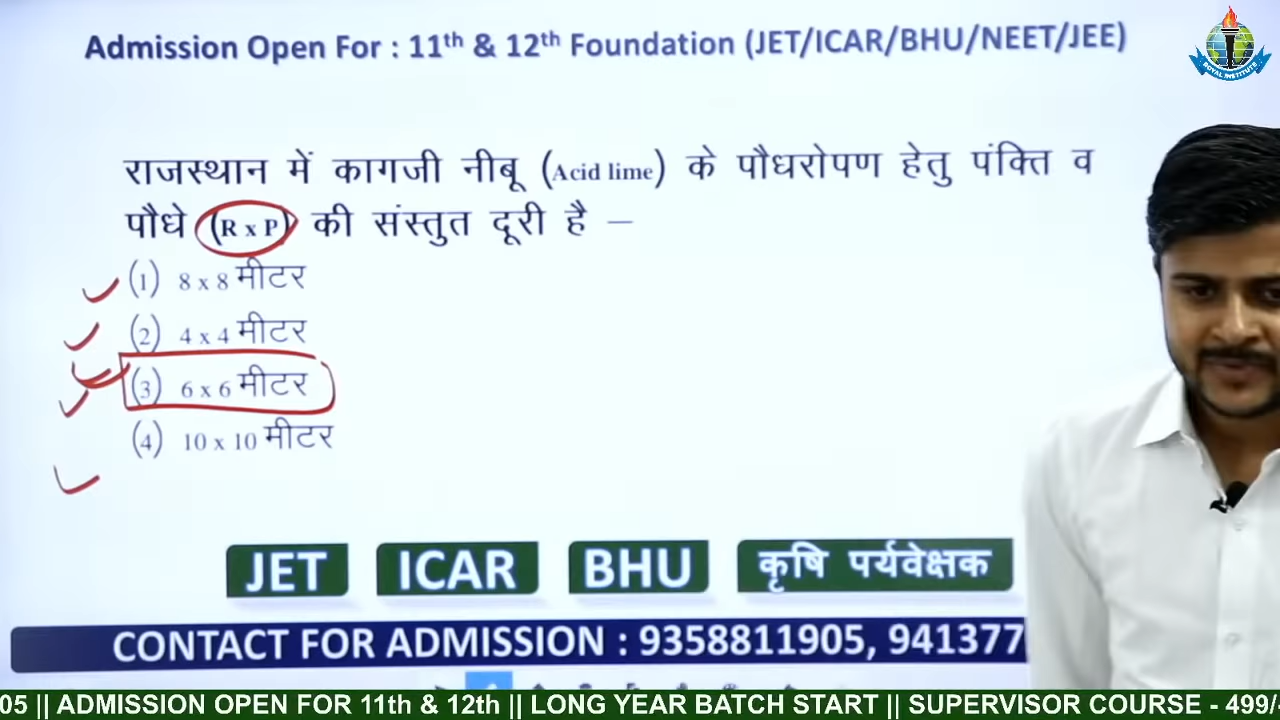 Admission Open For : 11th & 12th Foundation (JET/ICAR/BHU/NEET/JEE)
ROYAL INSTITUTE
राजस्थान में कागजी नीबू (Acid lime) के पौधरोपण हेतु पंक्ति व
पौधे (R x P) की संस्तुत दूरी है –
(1) 8 x 8 मीटर
(2) 4 x 4 मीटर
(3) 6 x 6 मीटर
(4) 10 x 10 मीटर
JET ICAR BHU कृषि पर्यवेक्षक
CONTACT FOR ADMISSION : 9358811905, 941377
05 || ADMISSION OPEN FOR 11th & 12th || LONG YEAR BATCH START || SUPERVISOR COURSE - 499/-